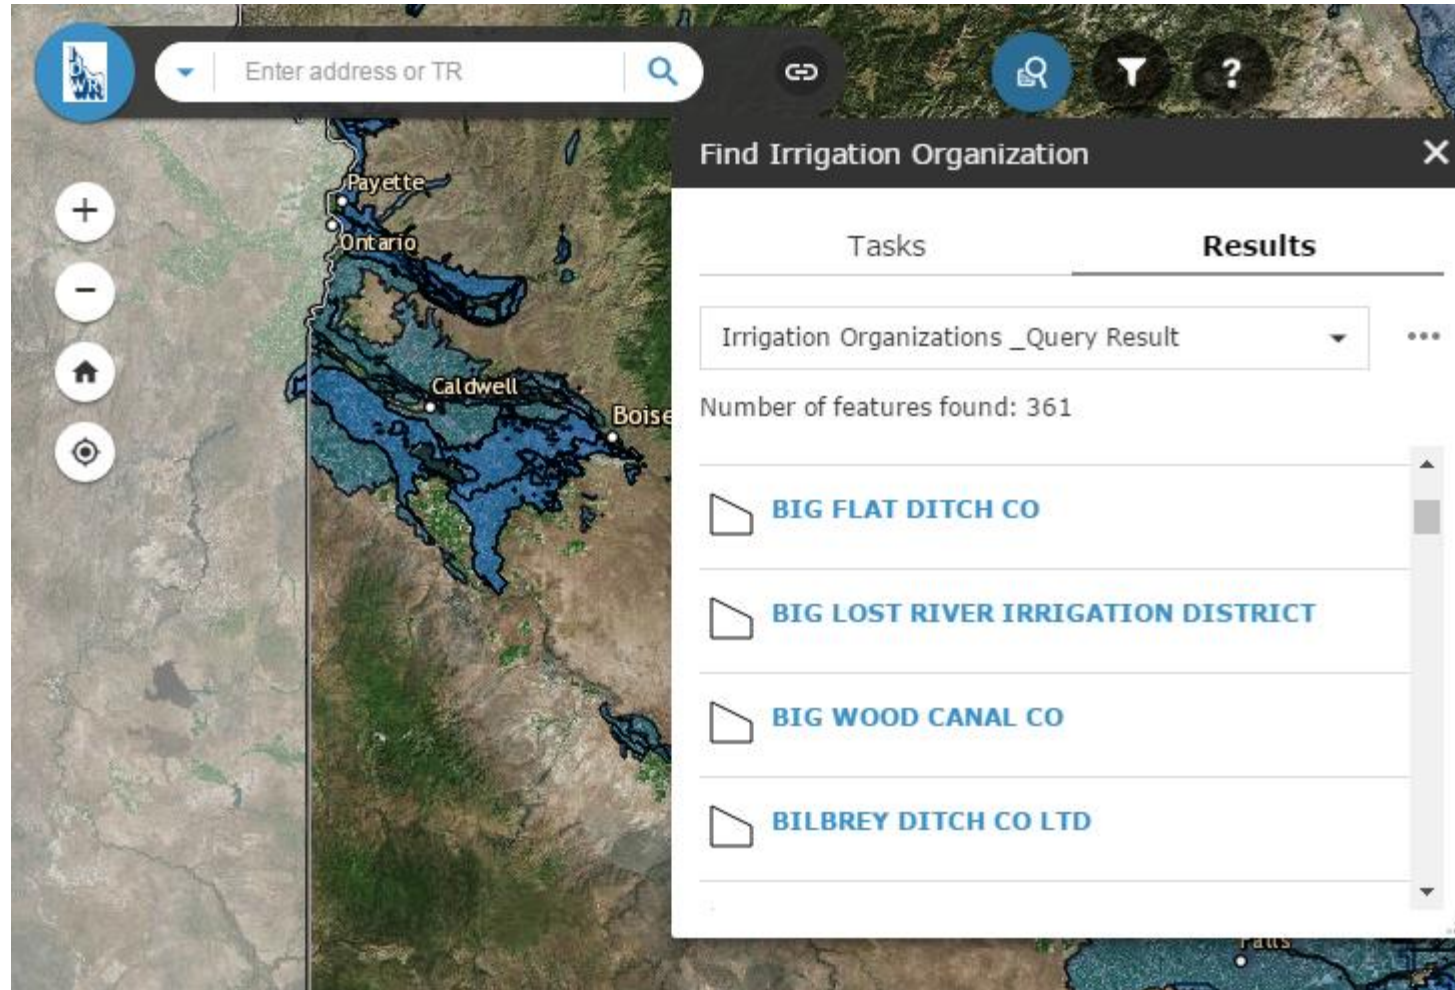 IDWR
Enter address or TR
?
Find Irrigation Organization
Payette
Ontario
Tasks
Results
Irrigation Organizations _Query Result
Number of features found: 361
Caldwell
Boise
BIG FLAT DITCH CO
BIG LOST RIVER IRRIGATION DISTRICT
BIG WOOD CANAL CO
BILBREY DITCH CO LTD
Falls